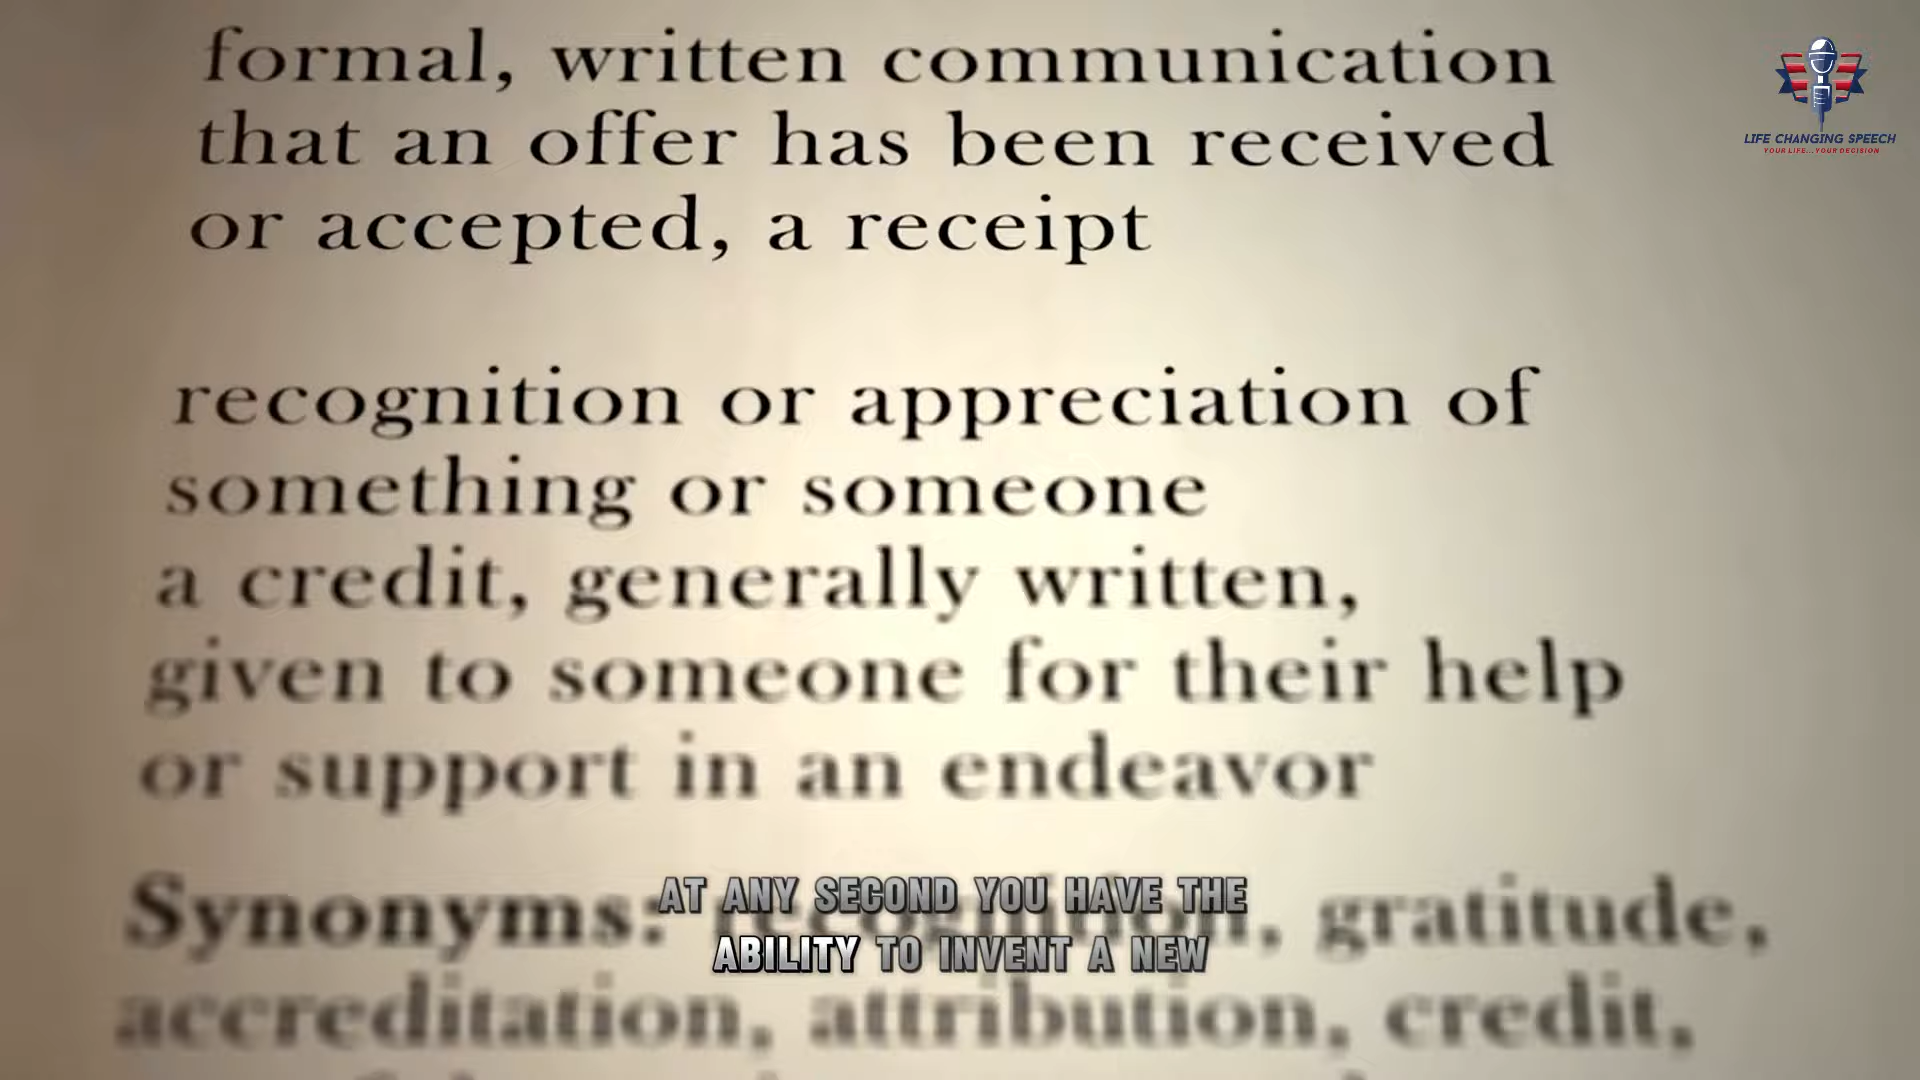 formal, written communication
that an offer has been received
or accepted, a receipt
recognition or appreciation of
something or someone
a credit, generally written,
given to someone for their help
or support in an endeavor
Synonyms: recognition, gratitude,
accreditation, attribution, credit,
AT ANY SECOND YOU HAVE THE
ABILITY TO INVENT A NEW
LIFE CHANGING SPEECH
YOUR LIFE...YOUR DECISION